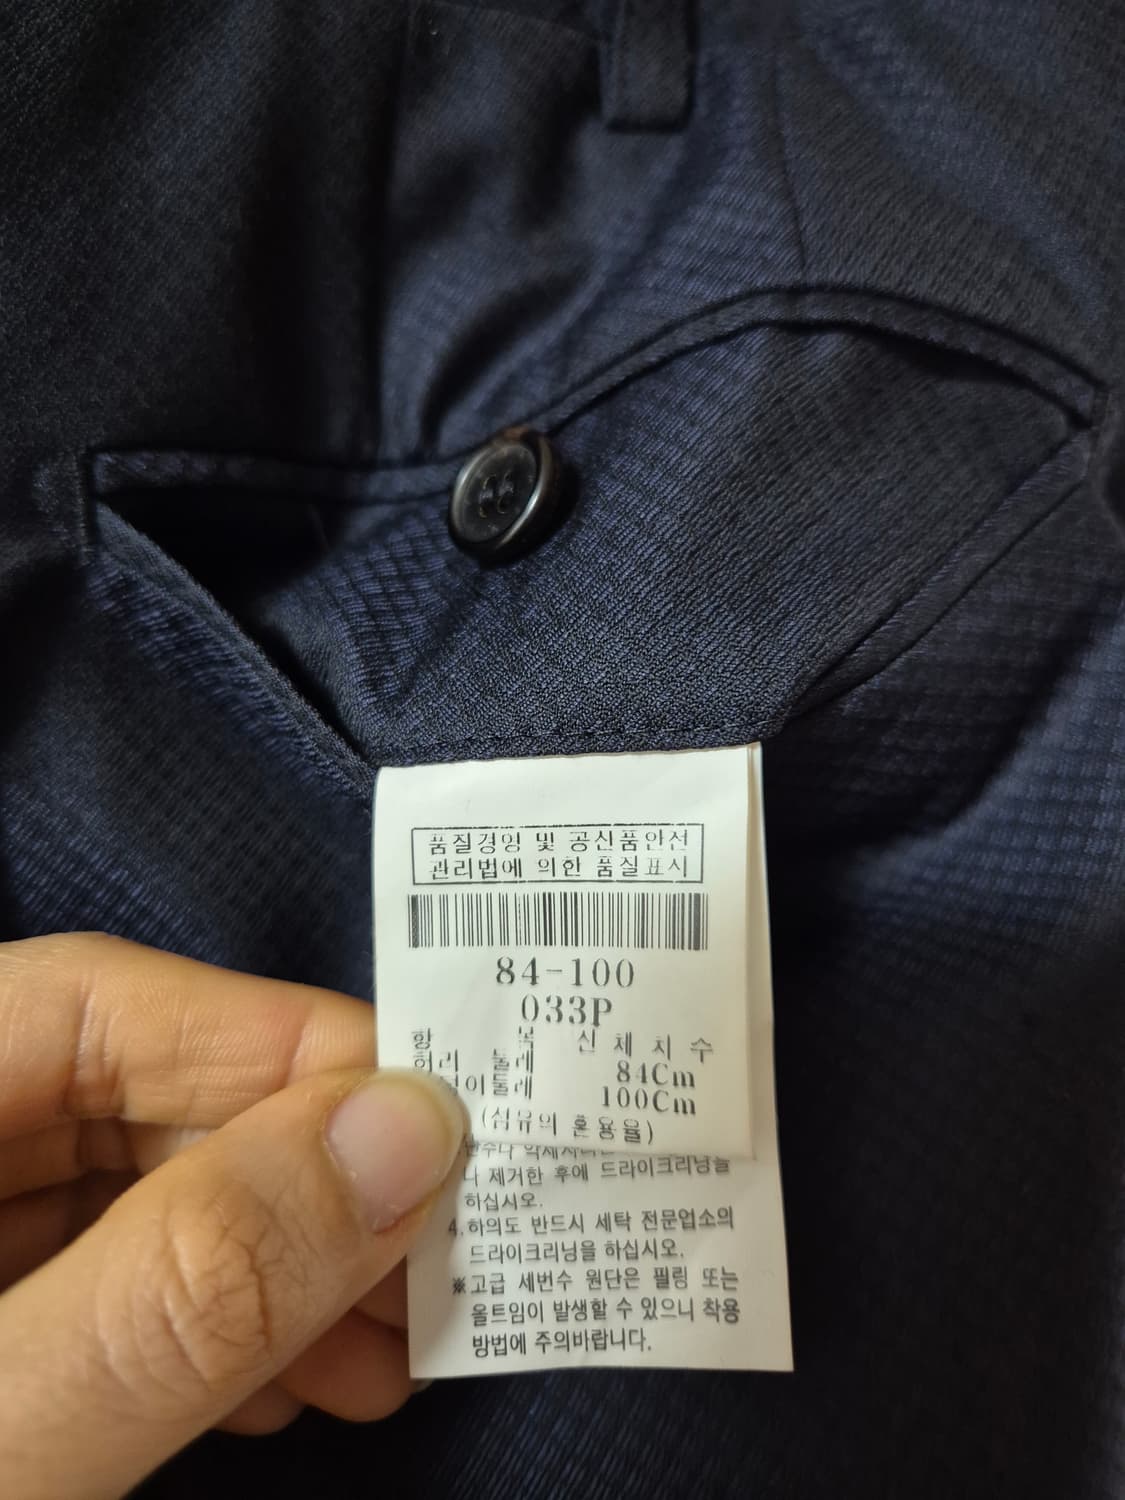 품질경영 및 공산품안전
관리법에 의한 품질표시
84-100
033P
항 목 신 체 치 수
허리 둘레 84Cm
덩이둘레 100Cm
(섬유의 혼용율)
나 제거한 후에 드라이크리닝을
하십시오.
4.하의도 반드시 세탁 전문업소의
드라이크리닝을 하십시오.
※고급 세번수 원단은 필링 또는
올트임이 발생할 수 있으니 착용
방법에 주의바랍니다.